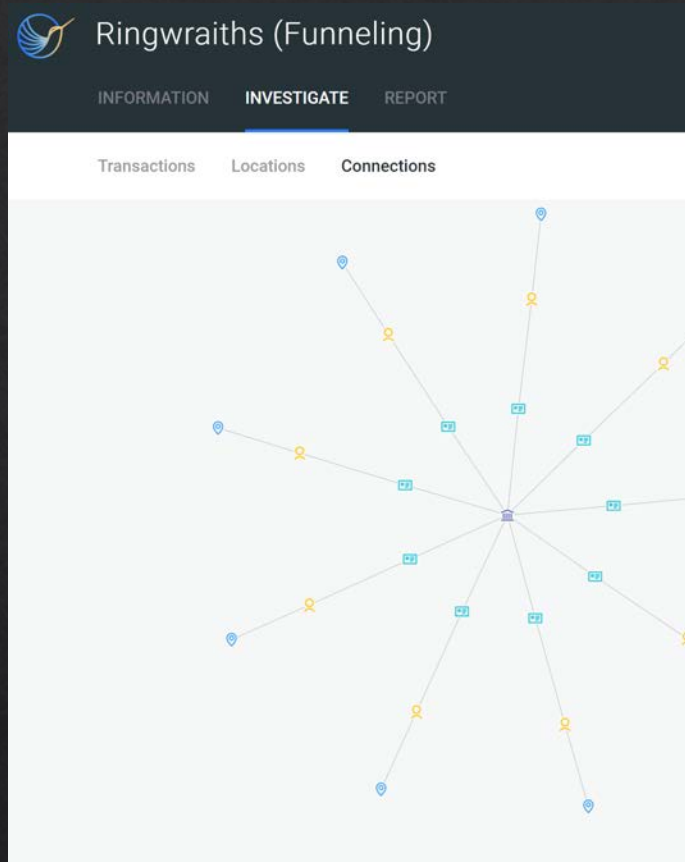 Ringwraiths (Funneling)
INFORMATION INVESTIGATE REPORT
Transactions Locations Connections